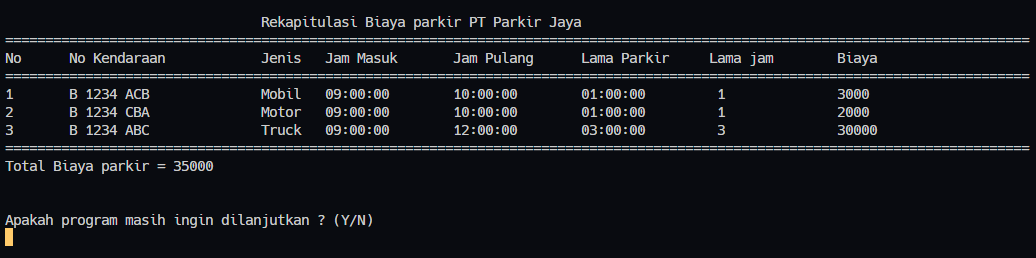 Rekapitulasi Biaya parkir PT Parkir Jaya
================================================================================================================================
No      No Kendaraan            Jenis   Jam Masuk       Jam Pulang      Lama Parkir     Lama jam        Biaya
================================================================================================================================
1       B 1234 ACB              Mobil   09:00:00        10:00:00        01:00:00         1              3000
2       B 1234 CBA              Motor   09:00:00        10:00:00        01:00:00         1              2000
3       B 1234 ABC              Truck   09:00:00        12:00:00        03:00:00         3              30000
================================================================================================================================
Total Biaya parkir = 35000
Apakah program masih ingin dilanjutkan ? (Y/N)